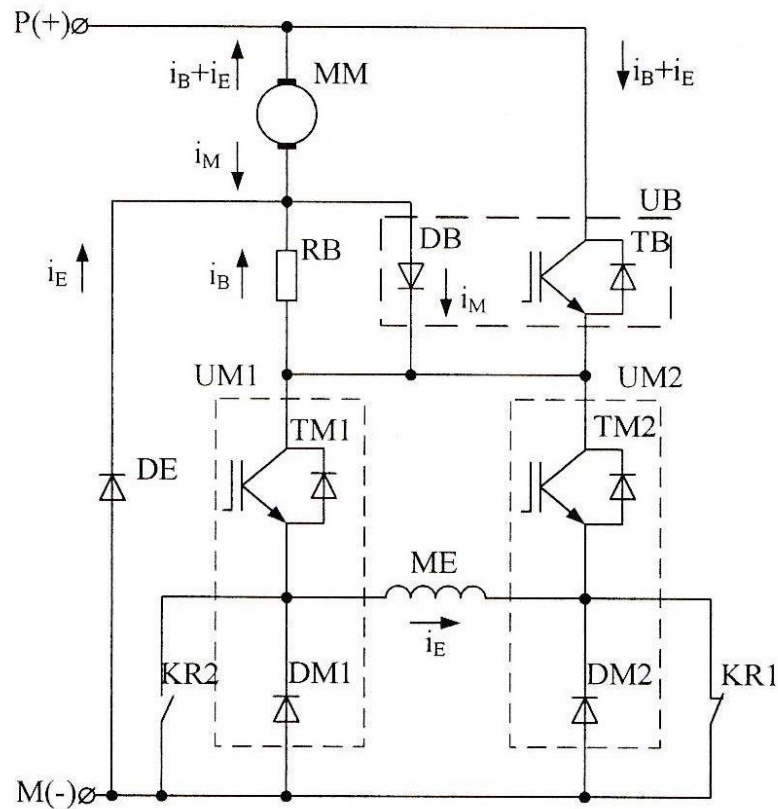 P(+)
i_B+i_E
MM
i_B+i_E
i_M
UB
RB
DB
TB
i_E
i_B
i_M
UM1
UM2
TM1
TM2
DE
ME
i_E
KR2
DM1
DM2
KR1
M(-)